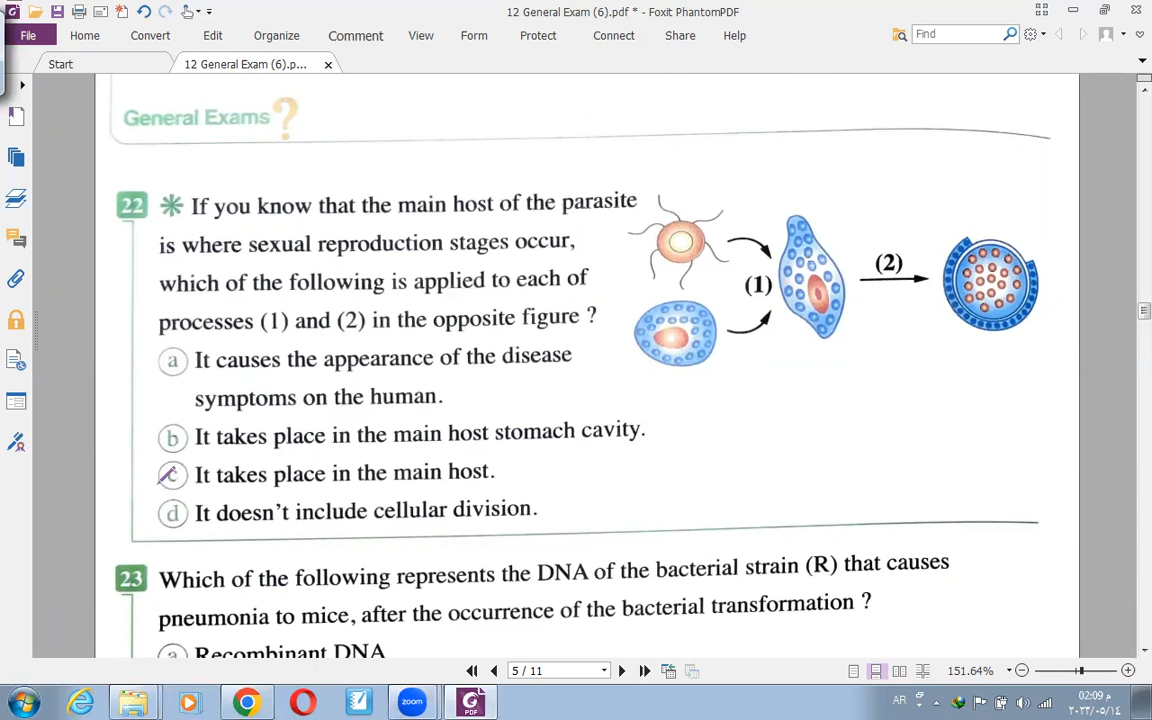 12 General Exam (6).pdf * - Foxit PhantomPDF
File Home Convert Edit Organize Comment View Form Protect Connect Share Help Find
Start 12 General Exam (6).p...
General Exams ?
22 * If you know that the main host of the parasite
is where sexual reproduction stages occur,
which of the following is applied to each of
processes (1) and (2) in the opposite figure ?
(1)
(2)
a It causes the appearance of the disease
symptoms on the human.
b It takes place in the main host stomach cavity.
c It takes place in the main host.
d It doesn't include cellular division.
23 Which of the following represents the DNA of the bacterial strain (R) that causes
pneumonia to mice, after the occurrence of the bacterial transformation ?
a Recombinant DNA
5 / 11
151.64%
zoom
PDF
AR
02:09 م
٢٠٢٣/٠٥/١٤